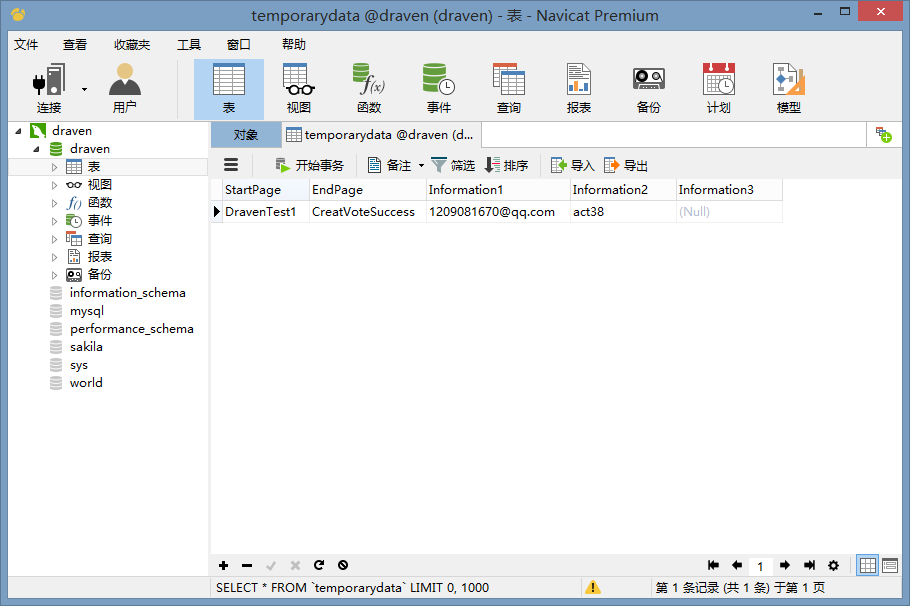 temporarydata @draven (draven) - 表 - Navicat Premium
文件 查看 收藏夹 工具 窗口 帮助
连接 用户 表 视图 函数 事件 查询 报表 备份 计划 模型
draven
draven
表
视图
函数
事件
查询
报表
备份
information_schema
mysql
performance_schema
sakila
sys
world
对象 temporarydata @draven (d...
开始事务 备注 筛选 排序 导入 导出
StartPage EndPage Information1 Information2 Information3
DravenTest1 CreatVoteSuccess 1209081670@qq.com act38 (Null)
1
SELECT * FROM `temporarydata` LIMIT 0, 1000 第 1 条记录 (共 1 条) 于第 1 页